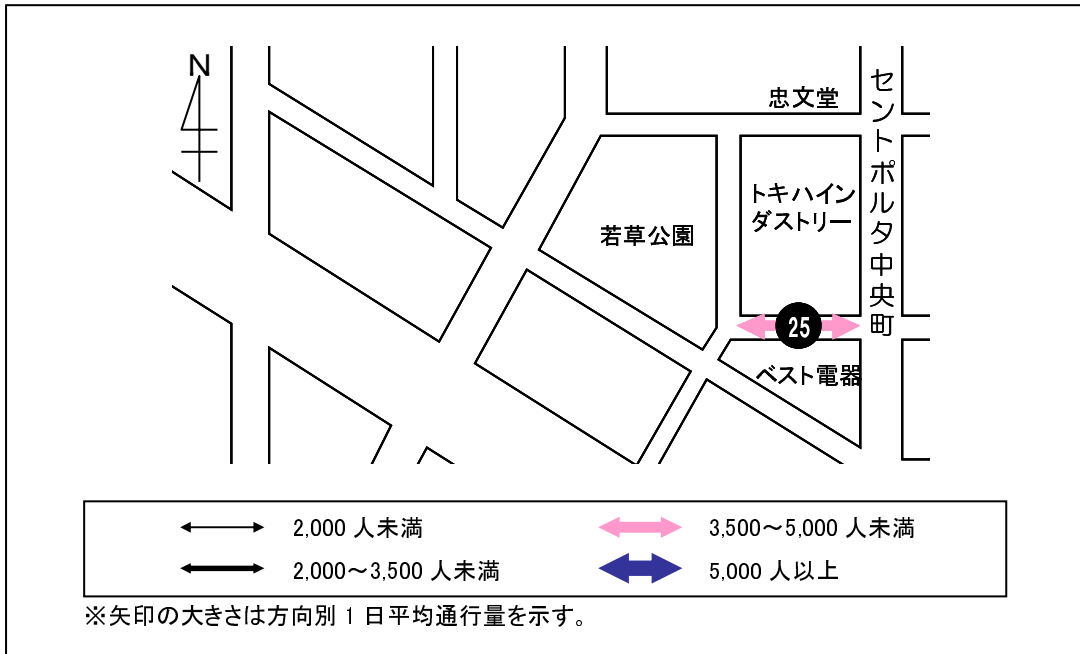 N
忠文堂
セントポルタ中央町
トキハイン
ダストリー
若草公園
25
ベスト電器
2,000 人未満
3,500～5,000 人未満
2,000～3,500 人未満
5,000 人以上
※矢印の大きさは方向別 1 日平均通行量を示す。